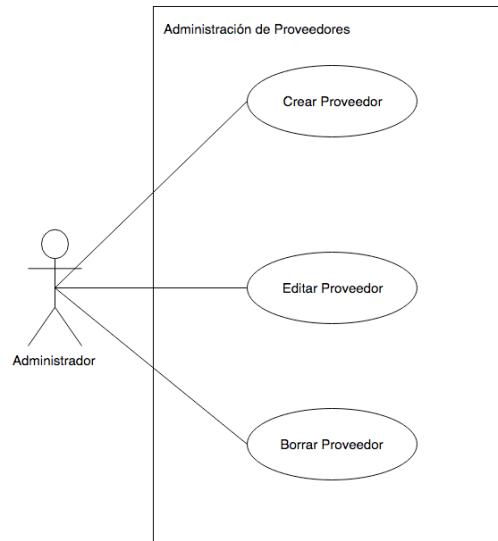 Administración de Proveedores
Crear Proveedor
Editar Proveedor
Administrador
Borrar Proveedor